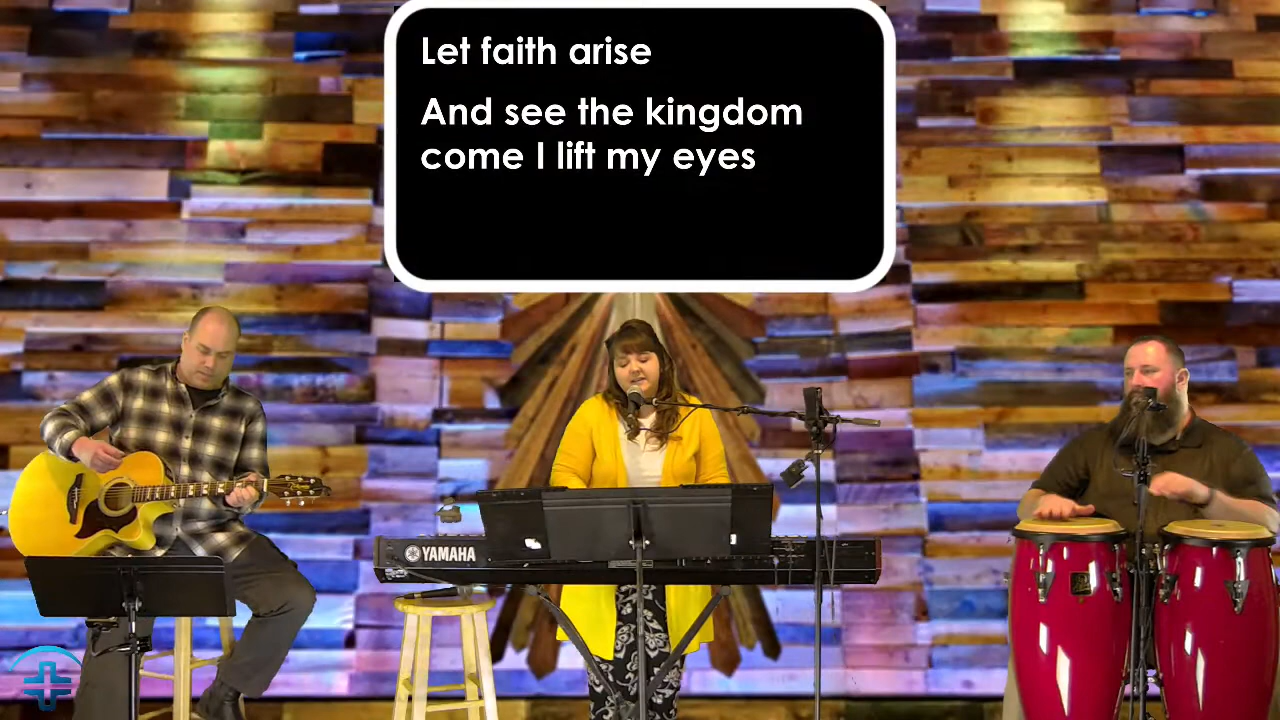 Let faith arise
And see the kingdom
come I lift my eyes
YAMAHA